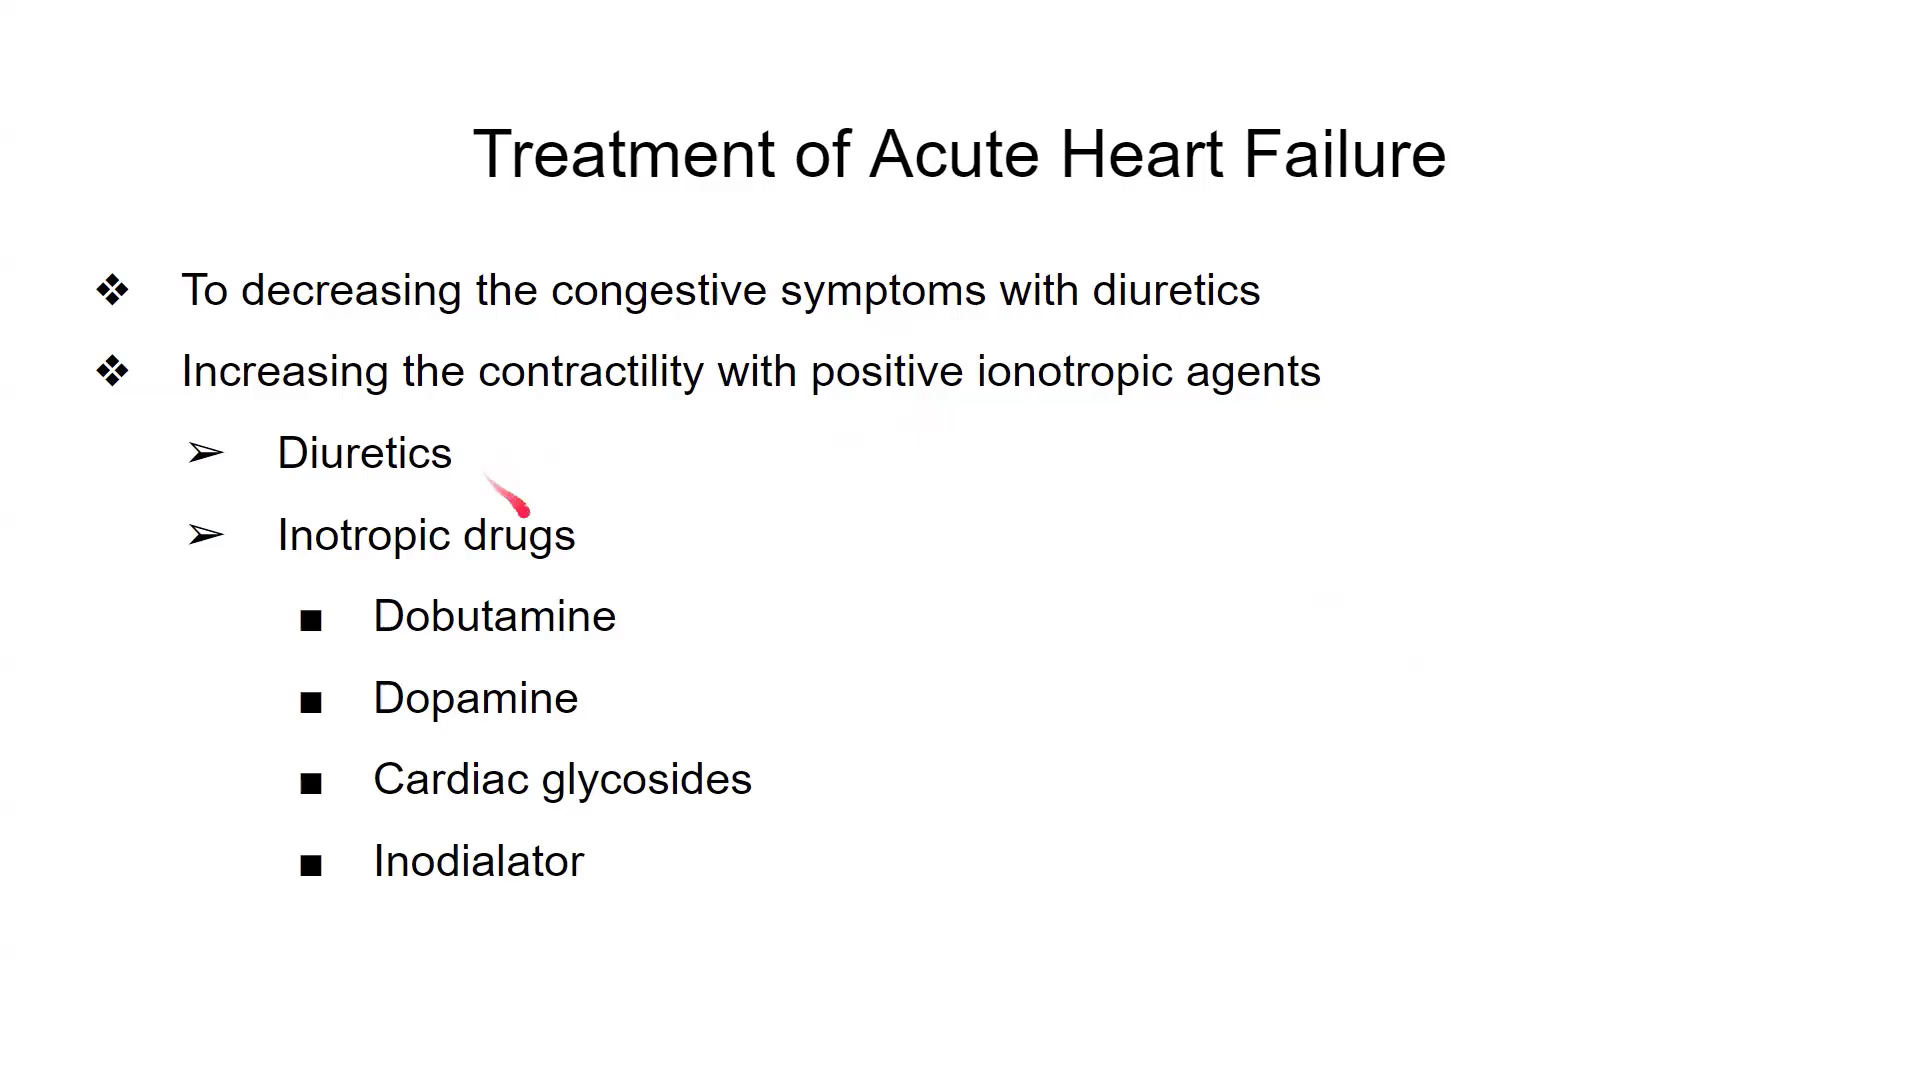 Treatment of Acute Heart Failure
❖ To decreasing the congestive symptoms with diuretics
❖ Increasing the contractility with positive ionotropic agents
➢ Diuretics
➢ Inotropic drugs
■ Dobutamine
■ Dopamine
■ Cardiac glycosides
■ Inodialator